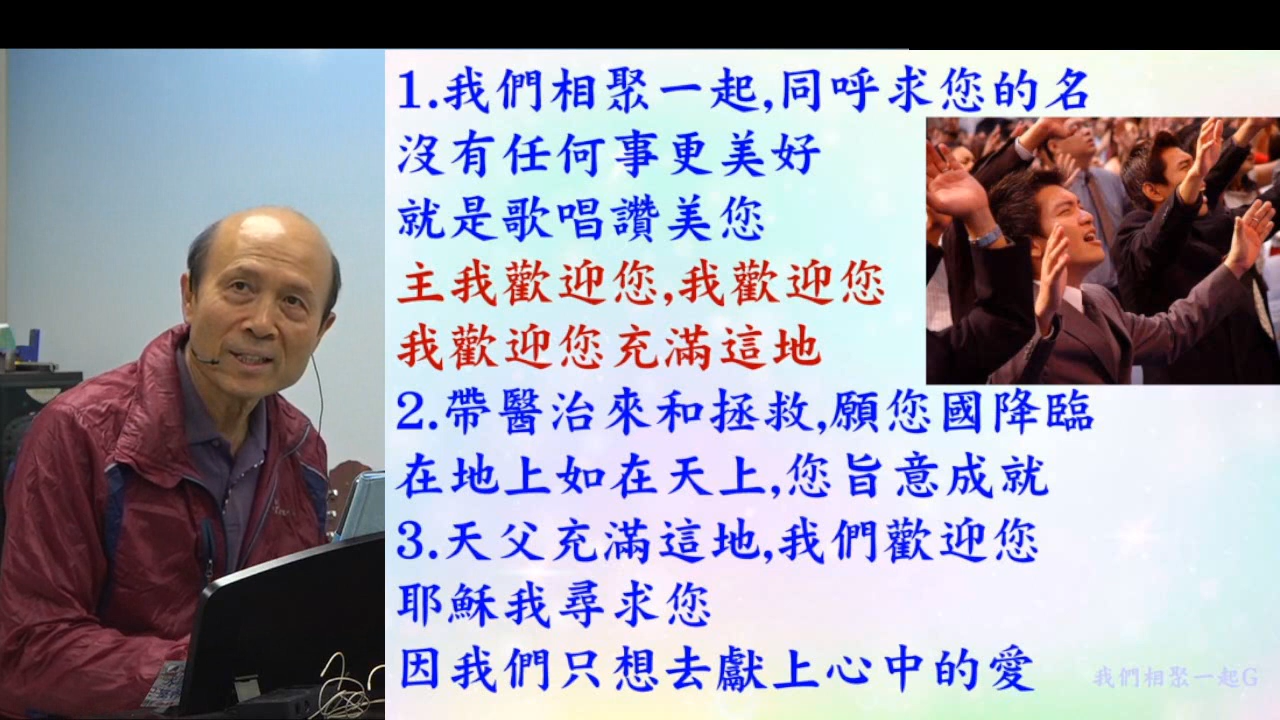 1.我們相聚一起,同呼求您的名
沒有任何事更美好
就是歌唱讚美您
主我歡迎您,我歡迎您
我歡迎您充滿這地
2.帶醫治來和拯救,願您國降臨
在地上如在天上,您旨意成就
3.天父充滿這地,我們歡迎您
耶穌我尋求您
因我們只想去獻上心中的愛
我們相聚一起G